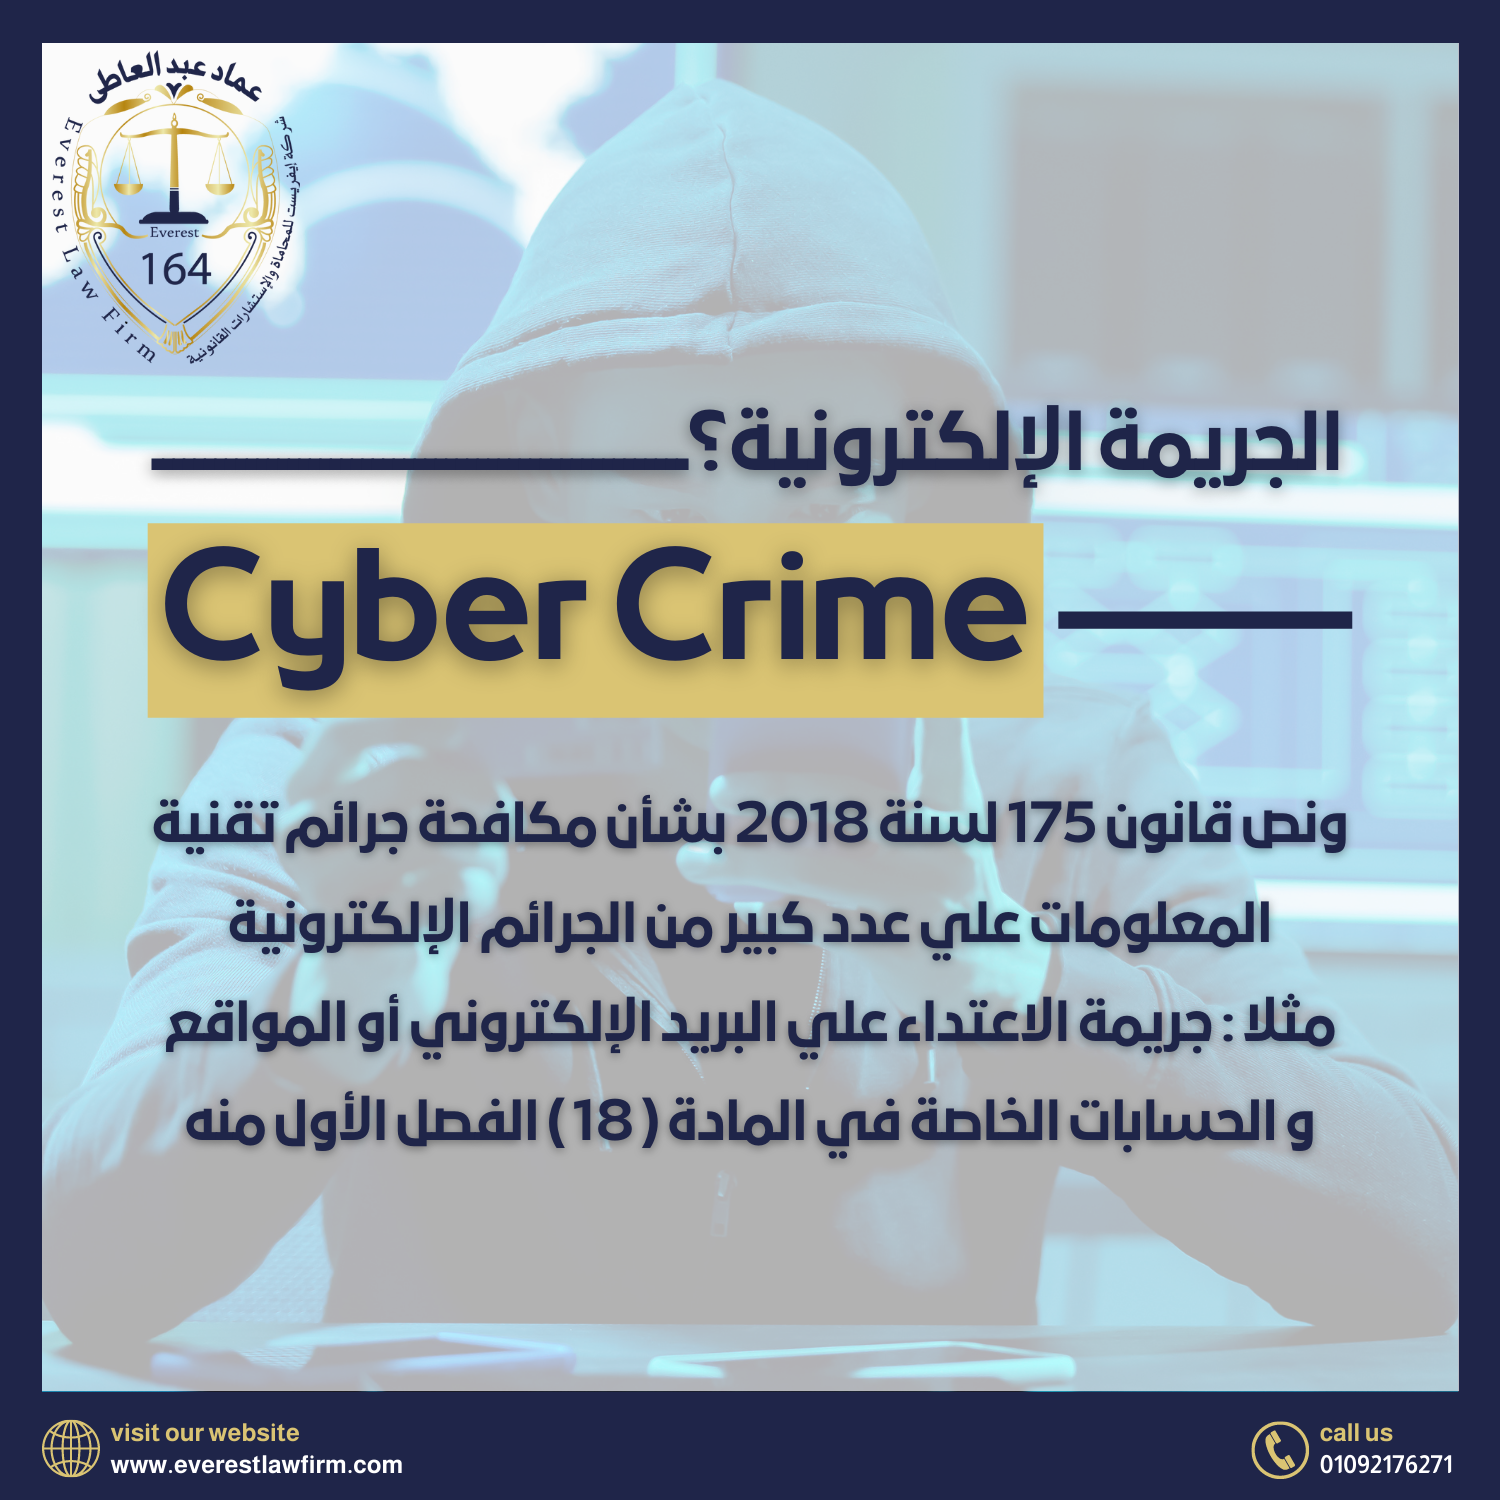 عماد عبد العاطى
Everest Law Firm
شركة إيفريست للمحاماة والإستشارات القانونية
Everest
164
الجريمة الإلكترونية؟
Cyber Crime
ونص قانون 175 لسنة 2018 بشأن مكافحة جرائم تقنية
المعلومات علي عدد كبير من الجرائم الإلكترونية
مثلا : جريمة الاعتداء علي البريد الإلكتروني أو المواقع
و الحسابات الخاصة في المادة ( 18 ) الفصل الأول منه
visit our website
www.everestlawfirm.com
call us
01092176271